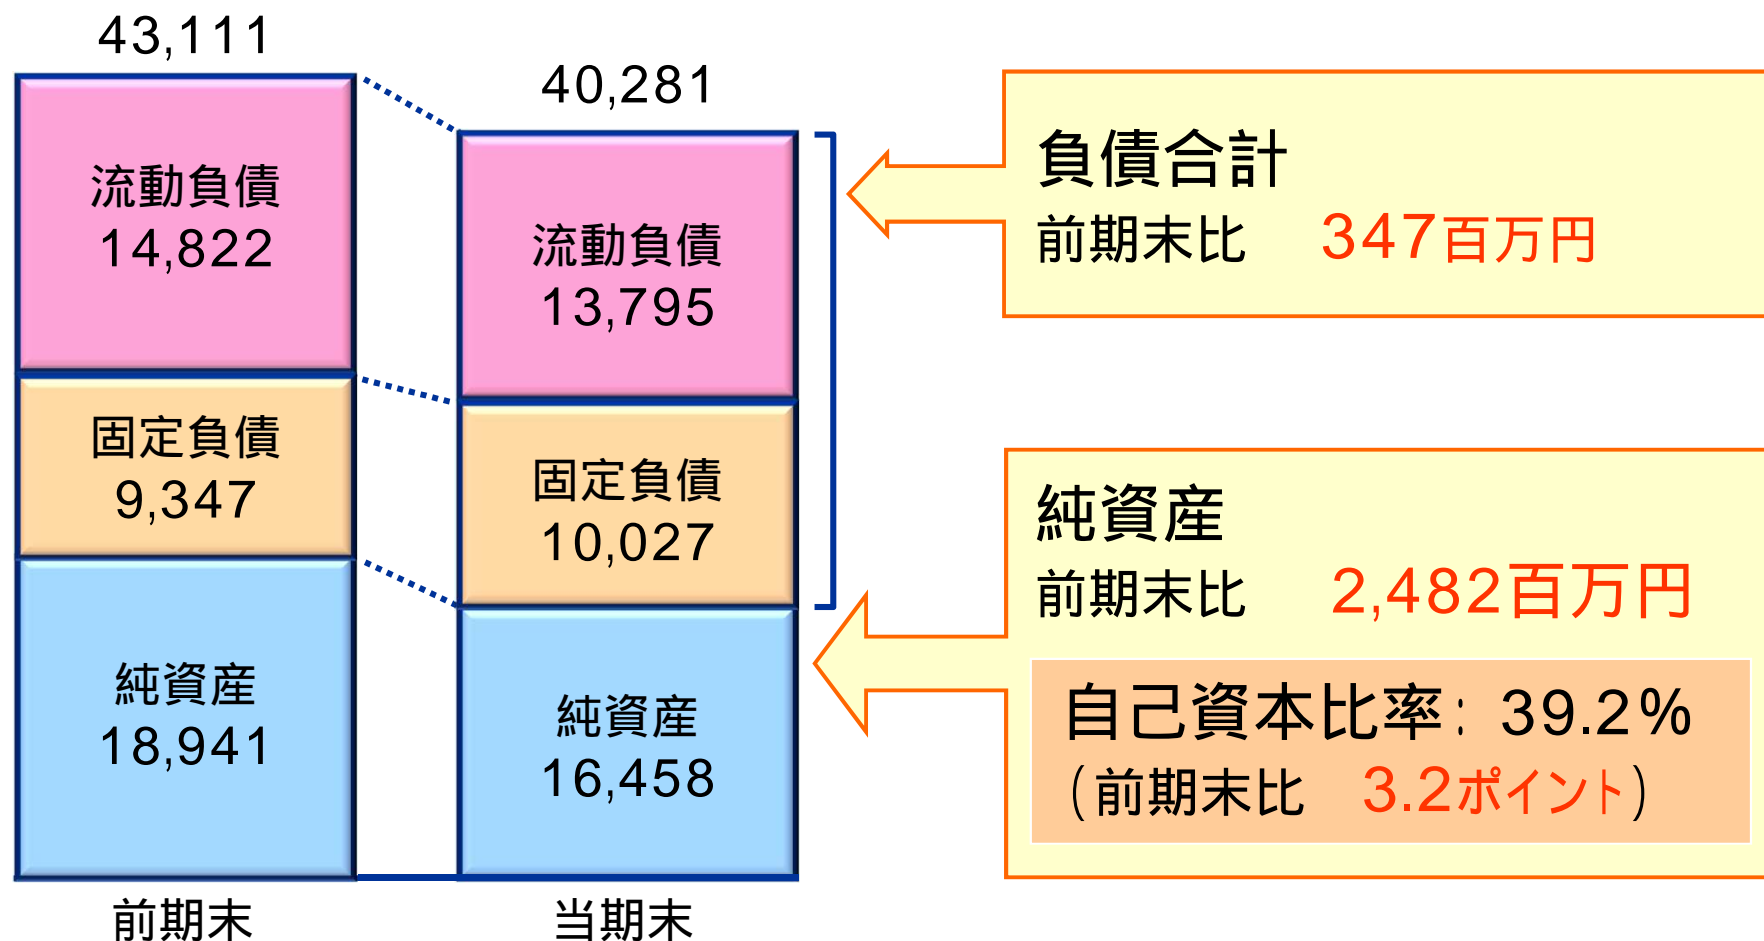 43,111
流動負債
14,822
固定負債
9,347
純資産
18,941
前期末
40,281
流動負債
13,795
固定負債
10,027
純資産
16,458
当期末
負債合計
前期末比　347百万円
純資産
前期末比　2,482百万円
自己資本比率：39.2％
（前期末比　3.2ポイント）